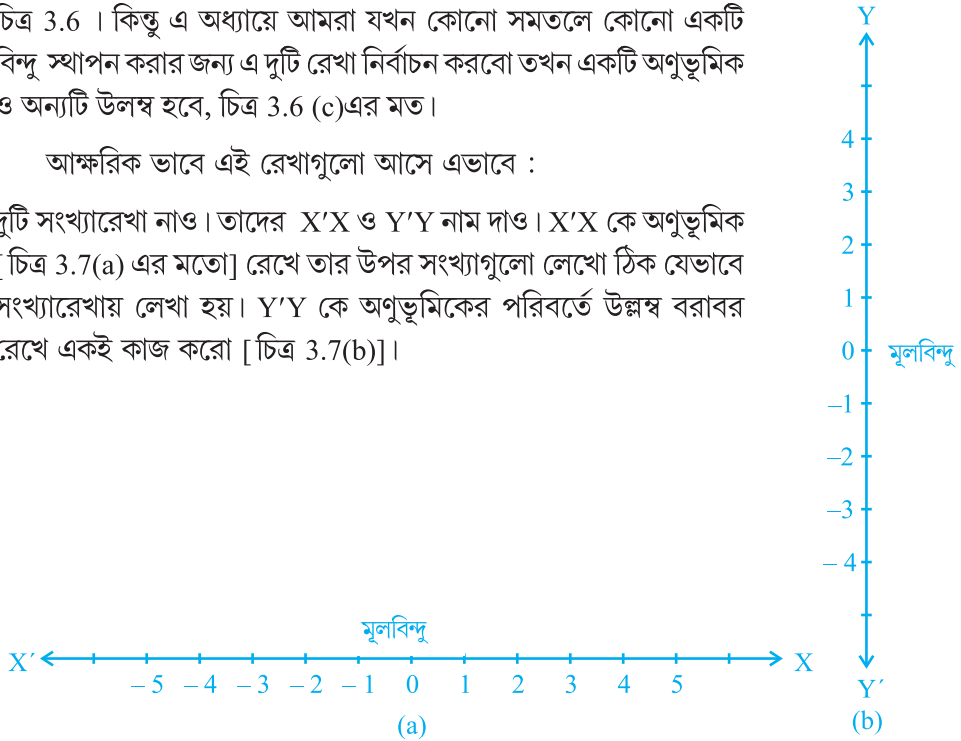 চিত্র 3.6 । কিন্তু এ অধ্যায়ে আমরা যখন কোনো সমতলে কোনো একটি
বিন্দু স্থাপন করার জন্য এ দুটি রেখা নির্বাচন করবো তখন একটি অণুভূমিক
ও অন্যটি উলম্ব হবে, চিত্র 3.6 (c)এর মত।
আক্ষরিক ভাবে এই রেখাগুলো আসে এভাবে :
দুটি সংখ্যারেখা নাও। তাদের X′X ও Y′Y নাম দাও। X′X কে অণুভূমিক
[চিত্র 3.7(a) এর মতো] রেখে তার উপর সংখ্যাগুলো লেখো ঠিক যেভাবে
সংখ্যারেখায় লেখা হয়। Y′Y কে অণুভূমিকের পরিবর্তে উল্লম্ব বরাবর
রেখে একই কাজ করো [চিত্র 3.7(b)]।
Y
4
3
2
1
0 মূলবিন্দু
–1
–2
–3
– 4
Y′
(b)
মূলবিন্দু
X′ X
– 5 – 4 – 3 – 2 – 1 0 1 2 3 4 5
(a)